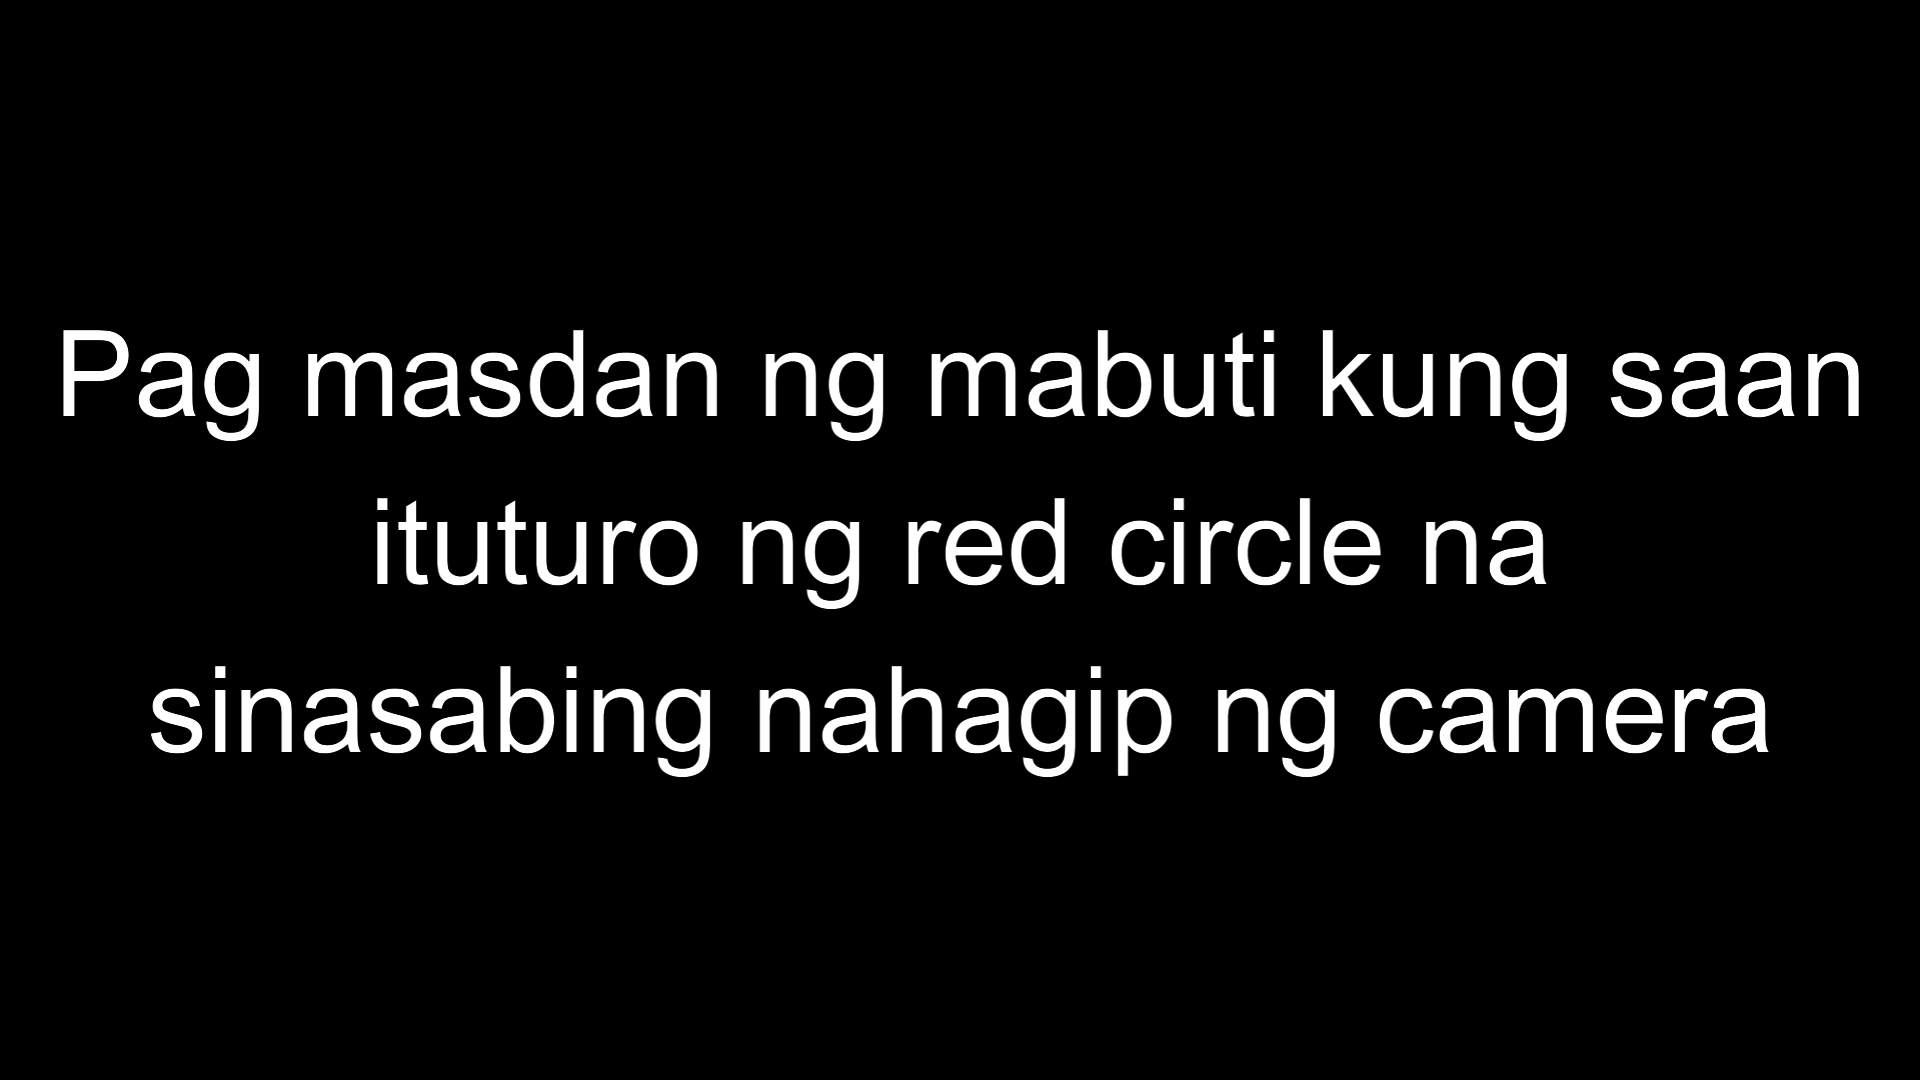 Pag masdan ng mabuti kung saan
ituturo ng red circle na
sinasabing nahagip ng camera